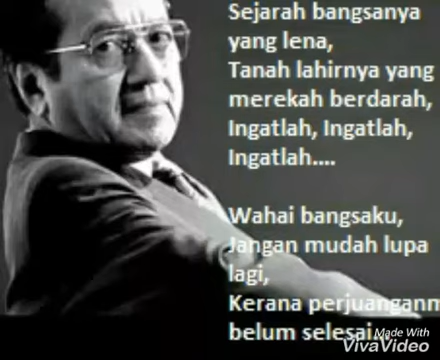 Sejarah bangsanya
yang lena,
Tanah lahirnya yang
merekah berdarah,
Ingatlah, Ingatlah,
Ingatlah....
Wahai bangsaku,
Jangan mudah lupa
lagi,
Kerana perjuanganm
belum selesai...
Made With
VivaVideo